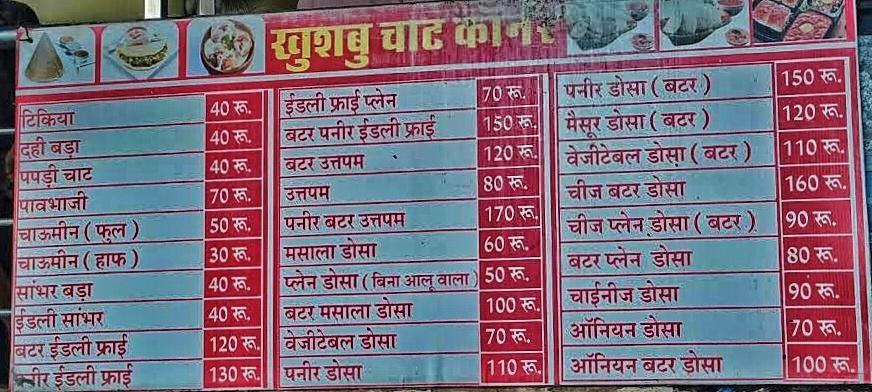 खुशबु चाट कॉर्नर
टिकिया 40 रू.
दही बड़ा 40 रू.
पपड़ी चाट 40 रू.
पावभाजी 70 रू.
चाऊमीन ( फुल ) 50 रू.
चाऊमीन ( हाफ ) 30 रू.
सांभर बड़ा 40 रू.
ईडली सांभर 40 रू.
बटर ईडली फ्राई 120 रू.
ईडली फ्राई 130 रू.
ईडली फ्राई प्लेन 70 रू.
बटर पनीर ईडली फ्राई 150 रू.
बटर उत्तपम 120 रू.
उत्तपम 80 रू.
पनीर बटर उत्तपम 170 रू.
मसाला डोसा 60 रू.
प्लेन डोसा ( बिना आलू वाला ) 50 रू.
बटर मसाला डोसा 100 रू.
वेजीटेबल डोसा 70 रू.
पनीर डोसा 110 रू.
पनीर डोसा ( बटर ) 150 रू.
मैसूर डोसा ( बटर ) 120 रू.
वेजीटेबल डोसा ( बटर ) 110 रू.
चीज बटर डोसा 160 रू.
चीज प्लेन डोसा ( बटर ) 90 रू.
बटर प्लेन डोसा 80 रू.
चाईनीज डोसा 90 रू.
ऑनियन डोसा 70 रू.
ऑनियन बटर डोसा 100 रू.